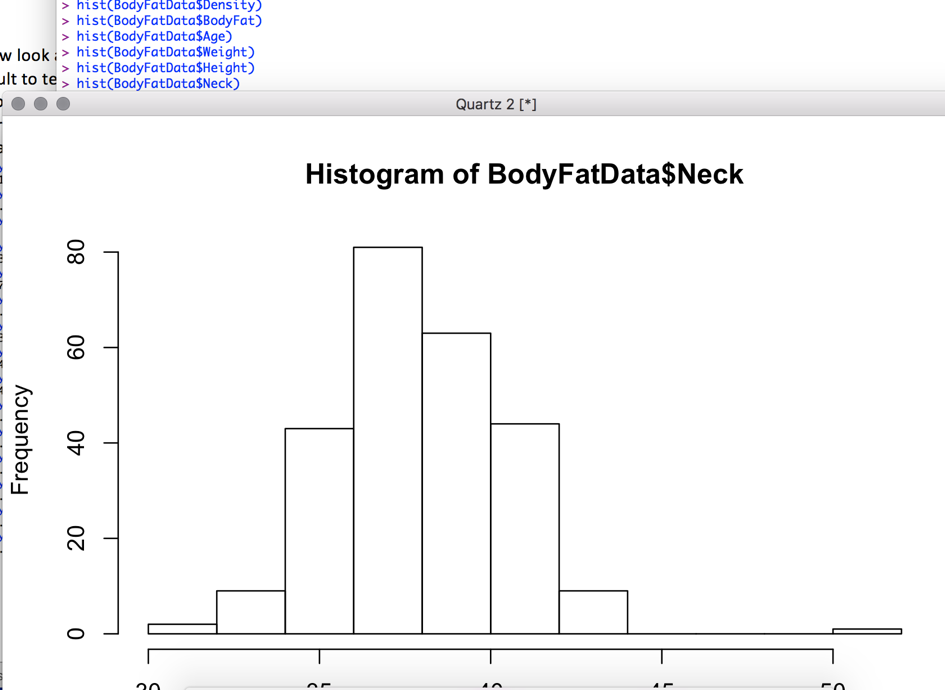 > hist(BodyFatData$Density)
> hist(BodyFatData$BodyFat)
> hist(BodyFatData$Age)
w look
> hist(BodyFatData$Weight)
> hist(BodyFatData$Height)
ult to te
> hist(BodyFatData$Neck)
Quartz 2 [*]
Histogram of BodyFatData$Neck
80
60
40
20
0
Frequency